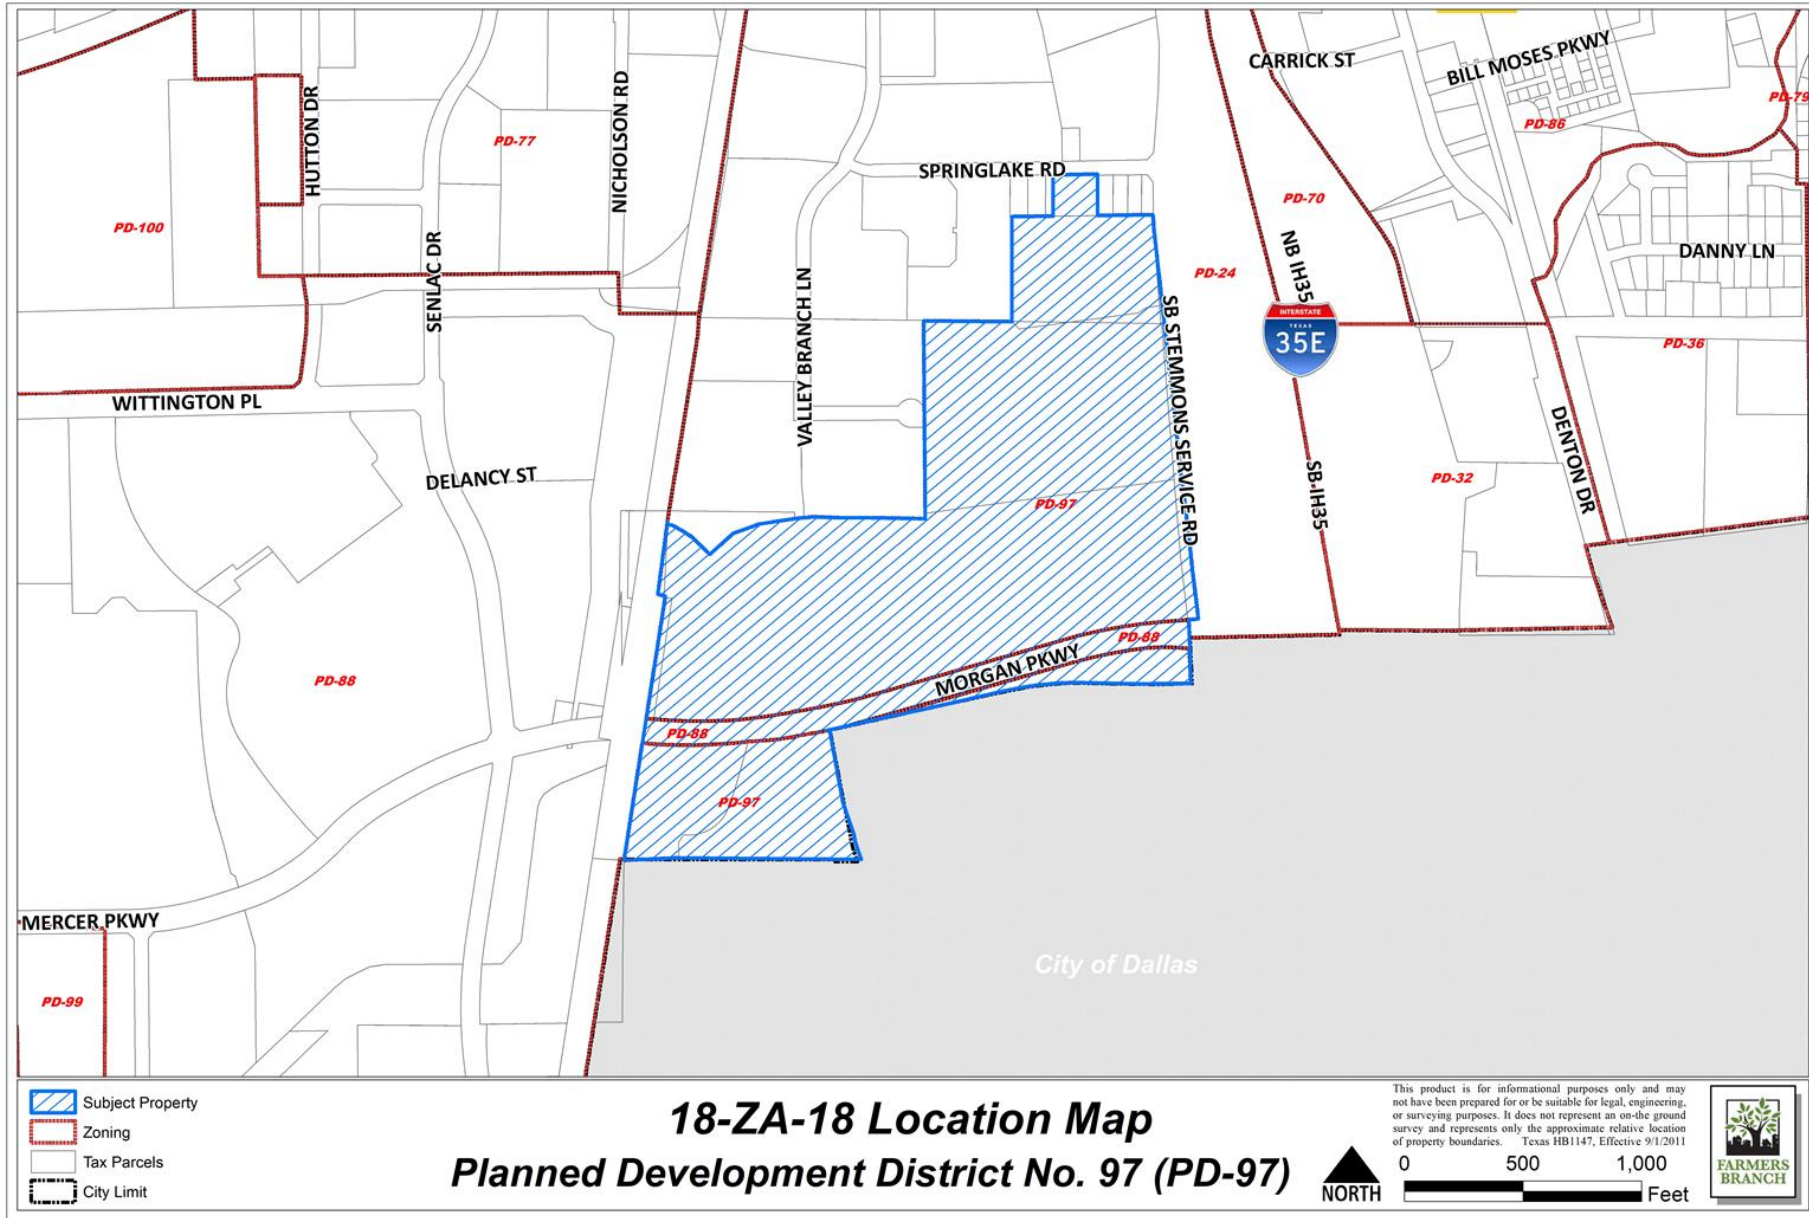 CARRICK ST
BILL MOSES PKWY
PD-79
HUTTON DR
PD-77
NICHOLSON RD
PD-86
SPRINGLAKE RD
PD-100
PD-70
SENLAC DR
NB IH35
DANNY LN
PD-24
VALLEY BRANCH LN
SB STEMMONS SERVICE RD
INTERSTATE
TEXAS
35E
PD-36
WITTINGTON PL
DELANCY ST
DENTON DR
SB IH35
PD-32
PD-97
PD-88
MORGAN PKWY
PD-88
PD-88
PD-97
MERCER PKWY
City of Dallas
PD-99
Subject Property
Zoning
Tax Parcels
City Limit
18-ZA-18 Location Map
Planned Development District No. 97 (PD-97)
NORTH
This product is for informational purposes only and may
not have been prepared for or be suitable for legal, engineering,
or surveying purposes. It does not represent an on-the ground
survey and represents only the approximate relative location
of property boundaries. Texas HB1147, Effective 9/1/2011
0 500 1,000
Feet
FARMERS
BRANCH